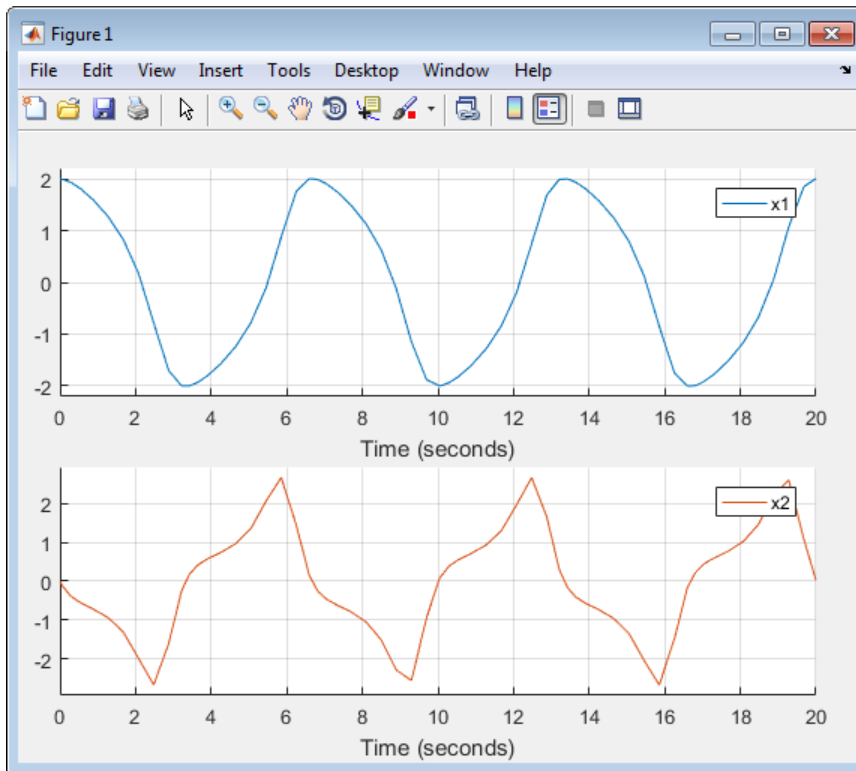 Figure 1
File Edit View Insert Tools Desktop Window Help
2
1
0
-1
-2
x1
0 2 4 6 8 10 12 14 16 18 20
Time (seconds)
2
1
0
-1
-2
x2
0 2 4 6 8 10 12 14 16 18 20
Time (seconds)